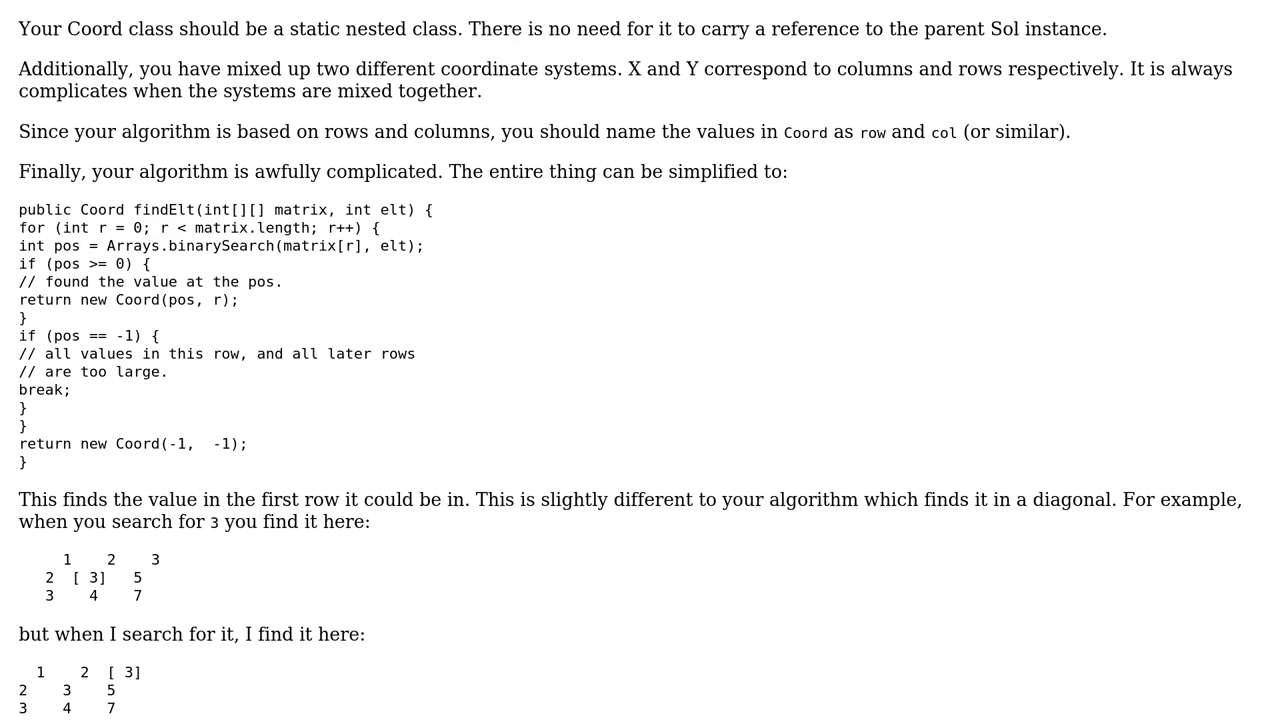 Your Coord class should be a static nested class. There is no need for it to carry a reference to the parent Sol instance.
Additionally, you have mixed up two different coordinate systems. X and Y correspond to columns and rows respectively. It is always
complicates when the systems are mixed together.
Since your algorithm is based on rows and columns, you should name the values in Coord as row and col (or similar).
Finally, your algorithm is awfully complicated. The entire thing can be simplified to:
public Coord findElt(int[][] matrix, int elt) {
for (int r = 0; r < matrix.length; r++) {
int pos = Arrays.binarySearch(matrix[r], elt);
if (pos >= 0) {
// found the value at the pos.
return new Coord(pos, r);
}
if (pos == -1) {
// all values in this row, and all later rows
// are too large.
break;
}
}
return new Coord(-1,  -1);
}
This finds the value in the first row it could be in. This is slightly different to your algorithm which finds it in a diagonal. For example,
when you search for 3 you find it here:
     1    2    3
   2  [ 3]   5
   3    4    7
but when I search for it, I find it here:
  1    2  [ 3]
2    3    5
3    4    7